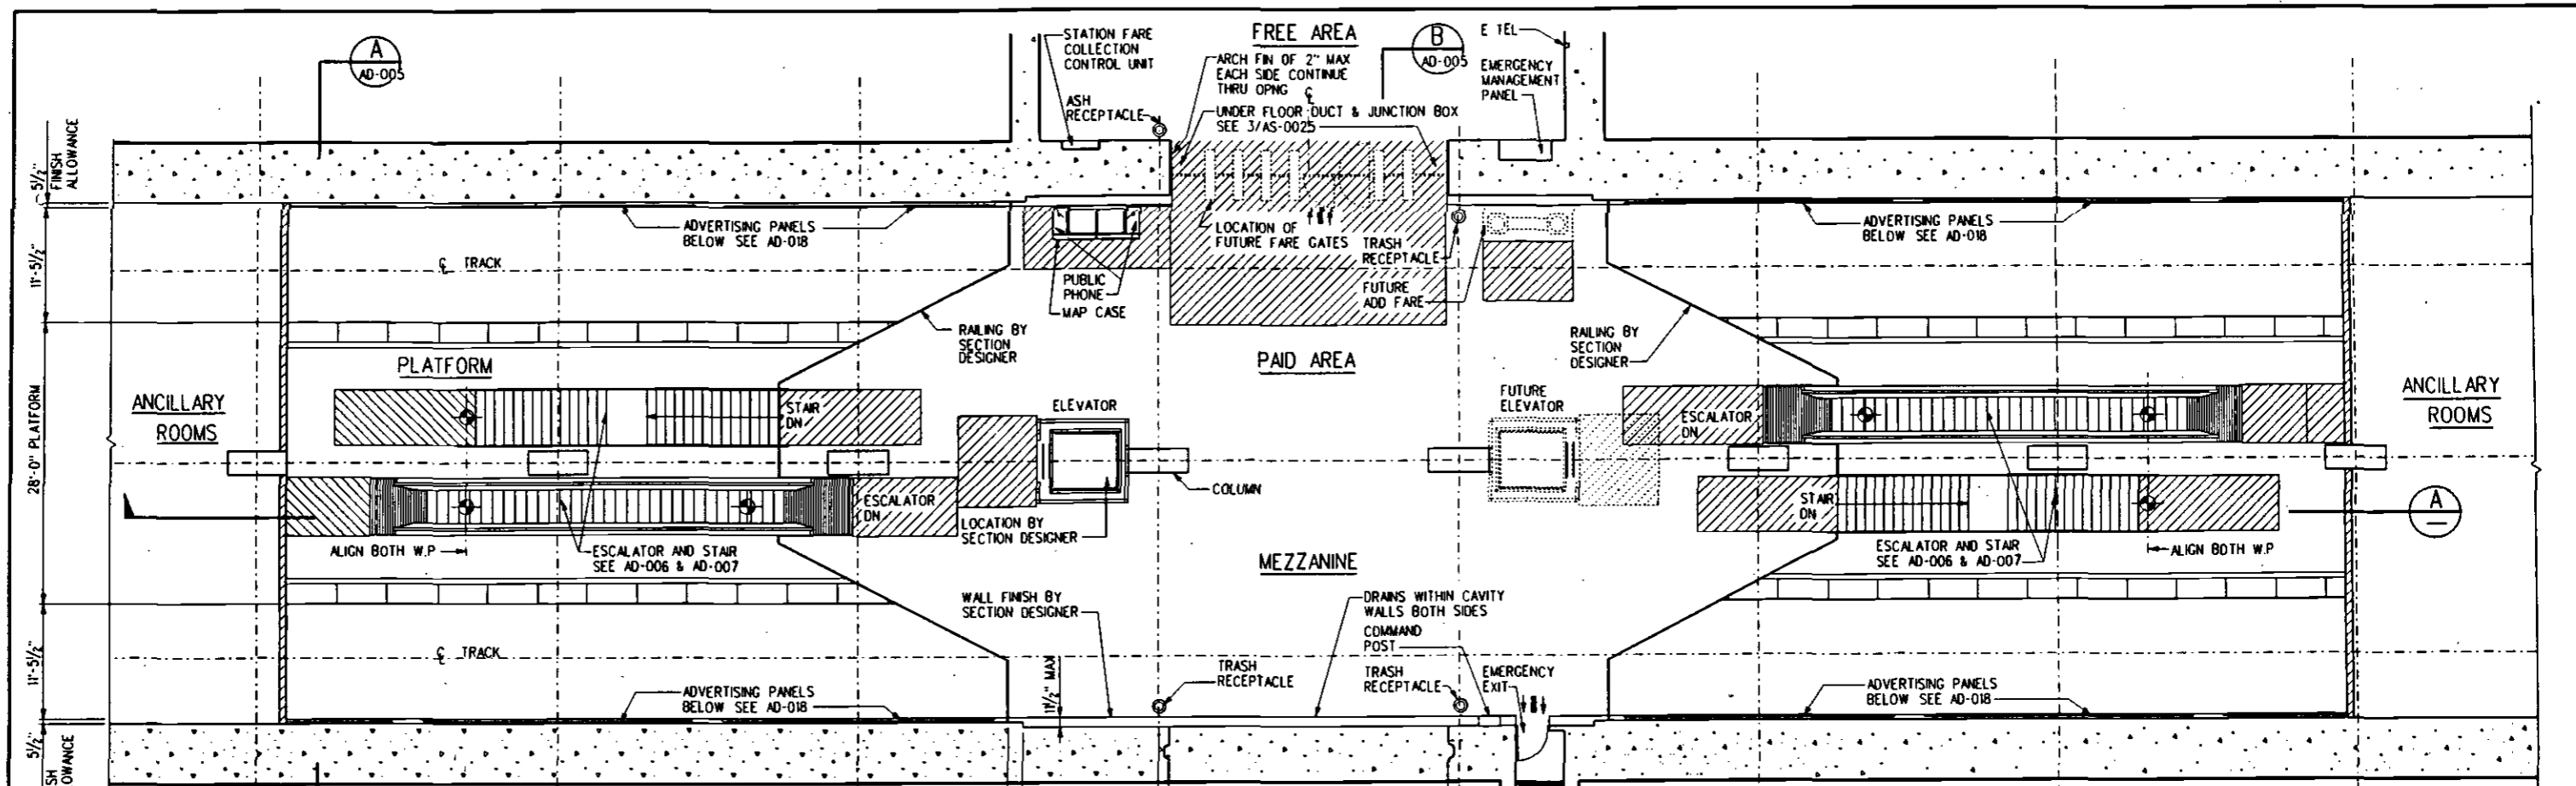 STATION FARE
COLLECTION
CONTROL UNIT
FREE AREA
E TEL
A
AD-005
B
AD-005
ARCH FIN OF 2" MAX
EACH SIDE CONTINUE
THRU OPNG
EMERGENCY
MANAGEMENT
PANEL
ASH
RECEPTACLE
UNDER FLOOR DUCT & JUNCTION BOX
SEE 3/AS-0025
5½"
FINISH
ALLOWANCE
ADVERTISING PANELS
BELOW SEE AD-018
LOCATION OF
FUTURE FARE GATES
TRASH
RECEPTACLE
ADVERTISING PANELS
BELOW SEE AD-018
11'-5½"
℄ TRACK
PUBLIC
PHONE
MAP CASE
FUTURE
ADD FARE
RAILING BY
SECTION
DESIGNER
RAILING BY
SECTION
DESIGNER
PLATFORM
PAID AREA
ANCILLARY
ROOMS
STAIR
DN
ELEVATOR
FUTURE
ELEVATOR
ESCALATOR
DN
ANCILLARY
ROOMS
28'-0" PLATFORM
COLUMN
ESCALATOR
DN
STAIR
DN
A
LOCATION BY
SECTION DESIGNER
ALIGN BOTH W.P
ESCALATOR AND STAIR
SEE AD-006 & AD-007
ESCALATOR AND STAIR
SEE AD-006 & AD-007
ALIGN BOTH W.P
MEZZANINE
WALL FINISH BY
SECTION DESIGNER
DRAINS WITHIN CAVITY
WALLS BOTH SIDES
COMMAND
POST
11'-5½"
℄ TRACK
11½" MAX
TRASH
RECEPTACLE
TRASH
RECEPTACLE
EMERGENCY
EXIT
ADVERTISING PANELS
BELOW SEE AD-018
ADVERTISING PANELS
BELOW SEE AD-018
5½"
SH
OWANCE